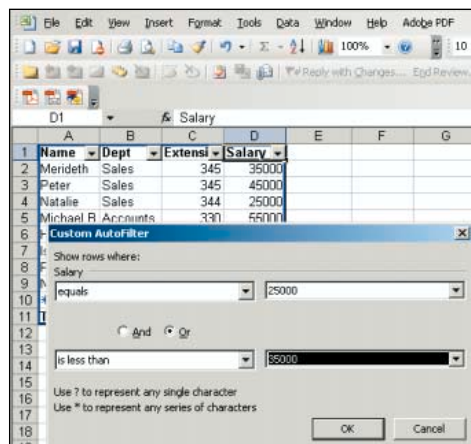 File Edit View Insert Format Tools Data Window Help Adobe PDF
100% 10
Reply with Changes... End Review.
D1 fx Salary
A B C D E F G
1 Name Dept Extensi Salary
2 Merideth Sales 345 35000
3 Peter Sales 345 45000
4 Natalie Sales 344 25000
5 Michael B Accounts 330 55000
6
7
8
9
10
11
12
13
14
15
16
17
18
Custom AutoFilter
Show rows where:
Salary
equals 25000
And Or
is less than 35000
Use ? to represent any single character
Use * to represent any series of characters
OK Cancel